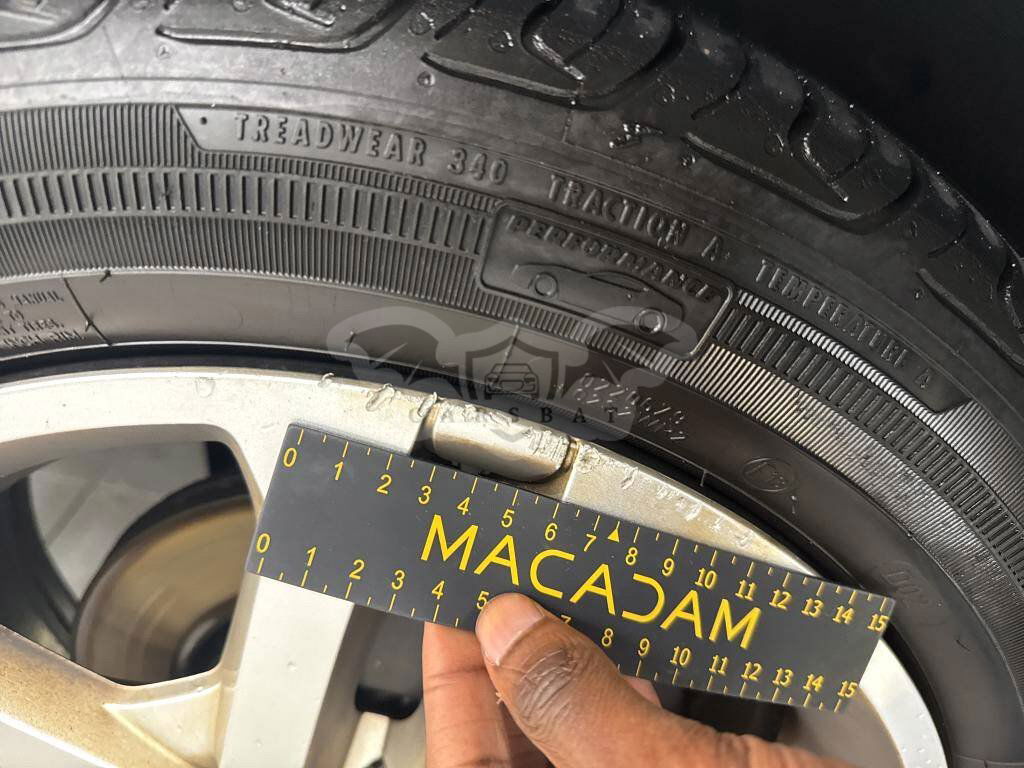 TREADWEAR 340 TRACTION A TEMPERATURE A
PERFORMANCE
CARSBAT
0 1 2 3 4 5 6 7 8 9 10 11 12 13 14 15
MACADAM
0 1 2 3 4 5 7 8 9 10 11 12 13 14 15